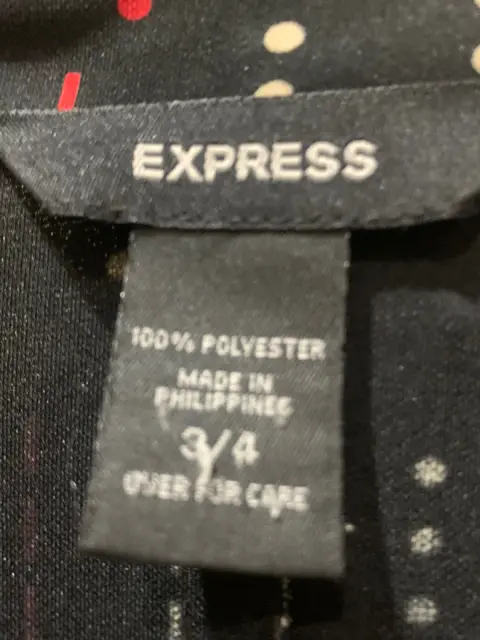 EXPRESS
100% POLYESTER
MADE IN
PHILIPPINES
3/4
OVER FOR CARE